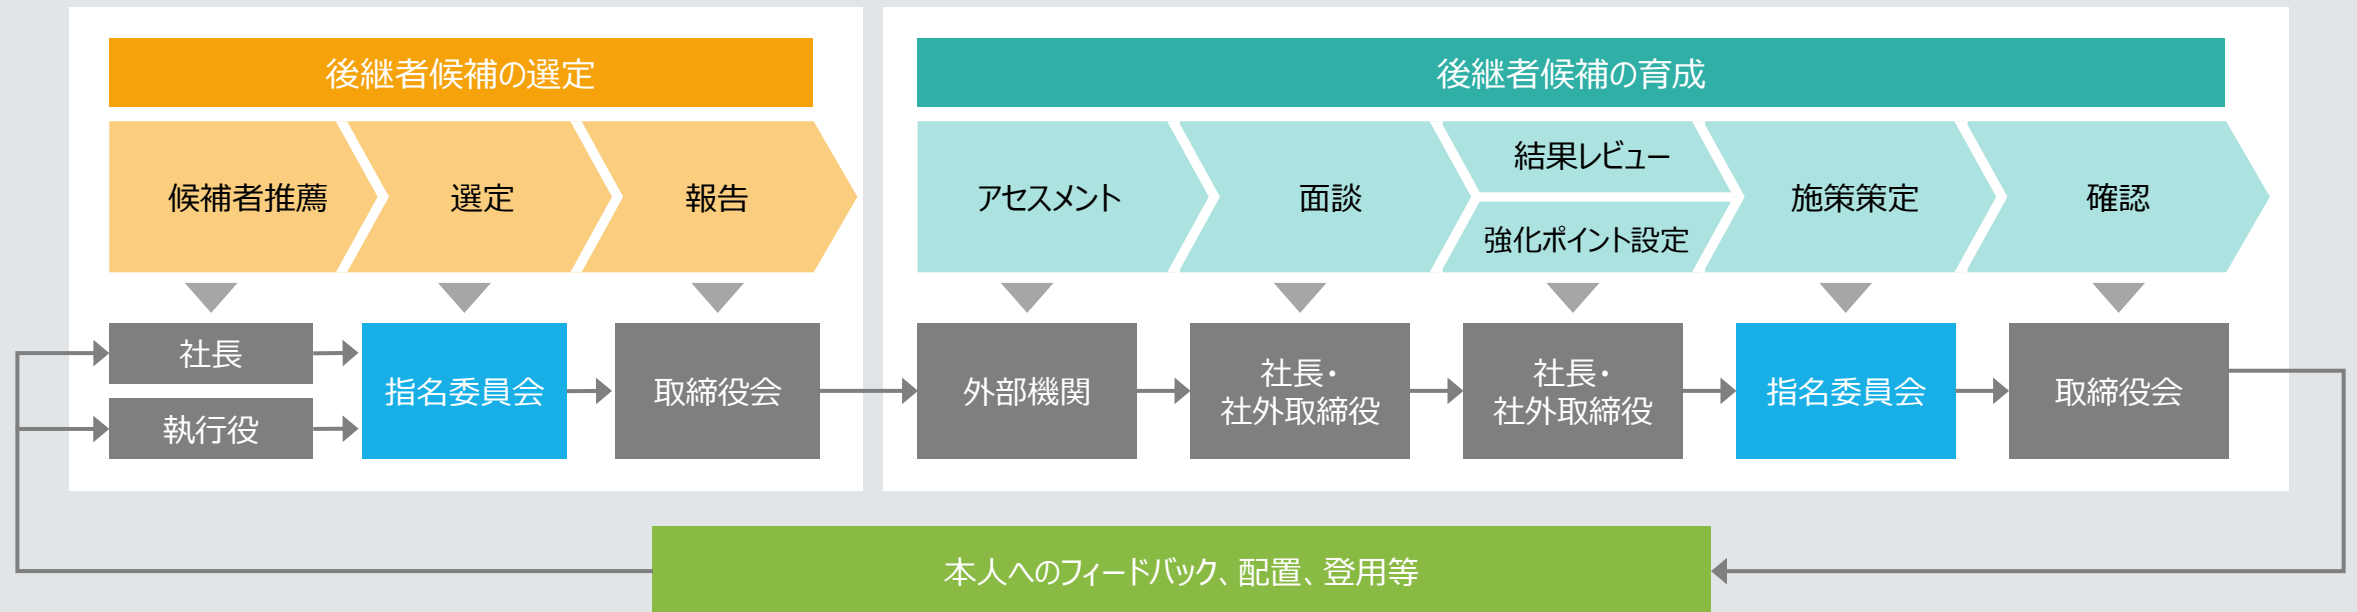 後継者候補の選定
候補者推薦
選定
報告
社長
執行役
指名委員会
取締役会
後継者候補の育成
アセスメント
面談
結果レビュー
強化ポイント設定
施策策定
確認
外部機関
社長・
社外取締役
社長・
社外取締役
指名委員会
取締役会
本人へのフィードバック、配置、登用等